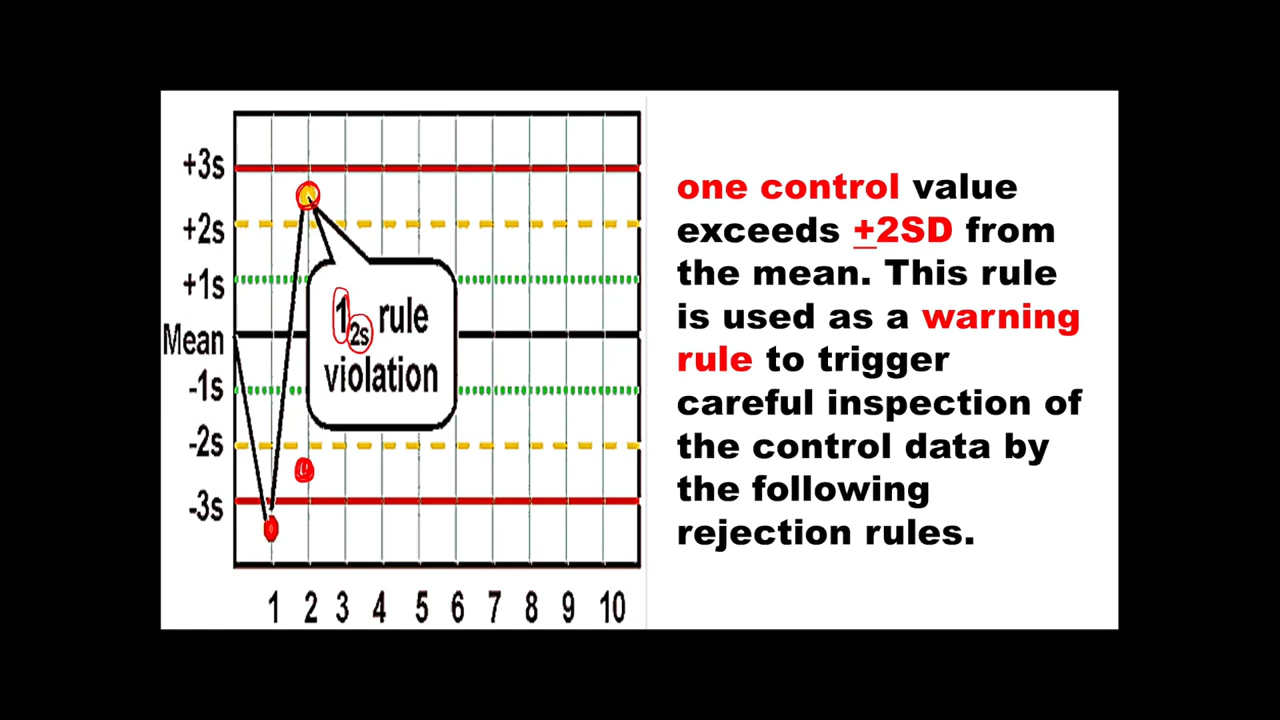 +3s
+2s
+1s
Mean
-1s
-2s
-3s
1 2s rule
violation
1 2 3 4 5 6 7 8 9 10
one control value
exceeds +2SD from
the mean. This rule
is used as a warning
rule to trigger
careful inspection of
the control data by
the following
rejection rules.